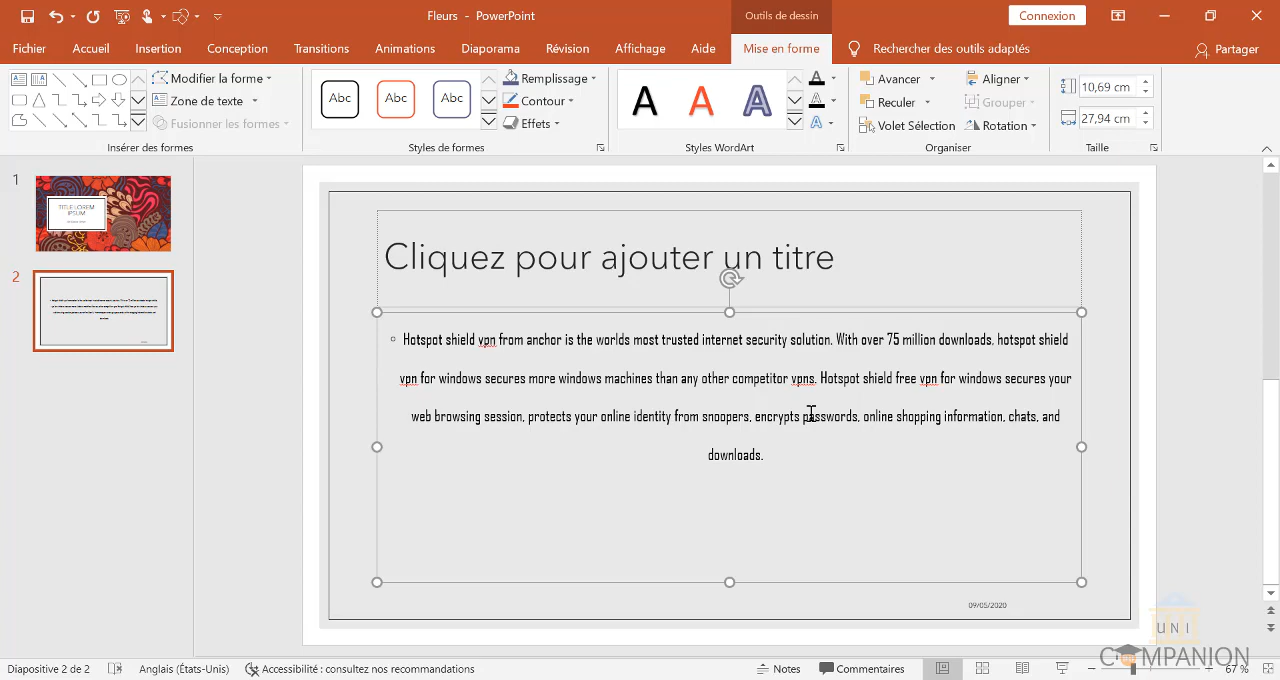 Fleurs - PowerPoint
Outils de dessin
Connexion
Fichier Accueil Insertion Conception Transitions Animations Diaporama Révision Affichage Aide Mise en forme Rechercher des outils adaptés Partager
Modifier la forme
Zone de texte
Fusionner les formes
Insérer des formes
Abc Abc Abc
Remplissage
Contour
Effets
Styles de formes
A A A
Styles WordArt
Avancer
Reculer
Volet Sélection
Aligner
Grouper
Rotation
Organiser
10,69 cm
27,94 cm
Taille
1
TITLE LOREM
IPSUM
2
Cliquez pour ajouter un titre
Hotspot shield vpn from anchor is the worlds most trusted internet security solution. With over 75 million downloads, hotspot shield
vpn for windows secures more windows machines than any other competitor vpns. Hotspot shield free vpn for windows secures your
web browsing session, protects your online identity from snoopers, encrypts passwords, online shopping information, chats, and
downloads.
09/05/2020
UNI
COMPANION
Diapositive 2 de 2 Anglais (États-Unis) Accessibilité : consultez nos recommandations Notes Commentaires 67 %